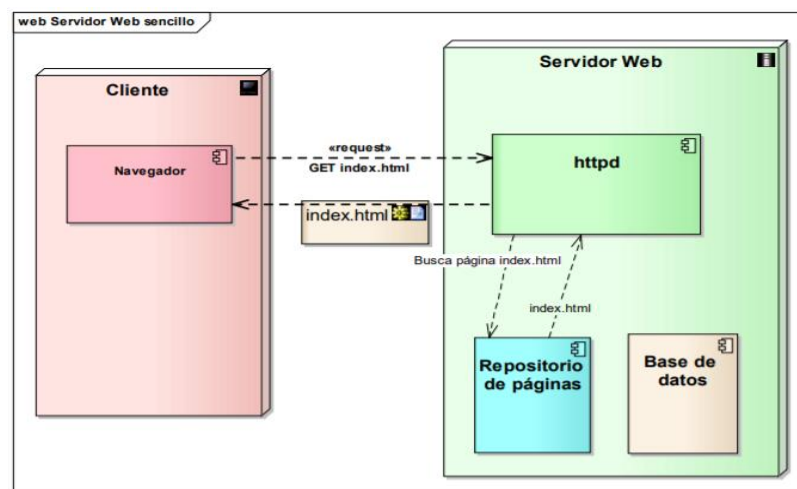 web Servidor Web sencillo
Cliente
Servidor Web
Navegador
«request»
GET index.html
httpd
index.html
Busca página index.html
index.html
Repositorio
de páginas
Base de
datos